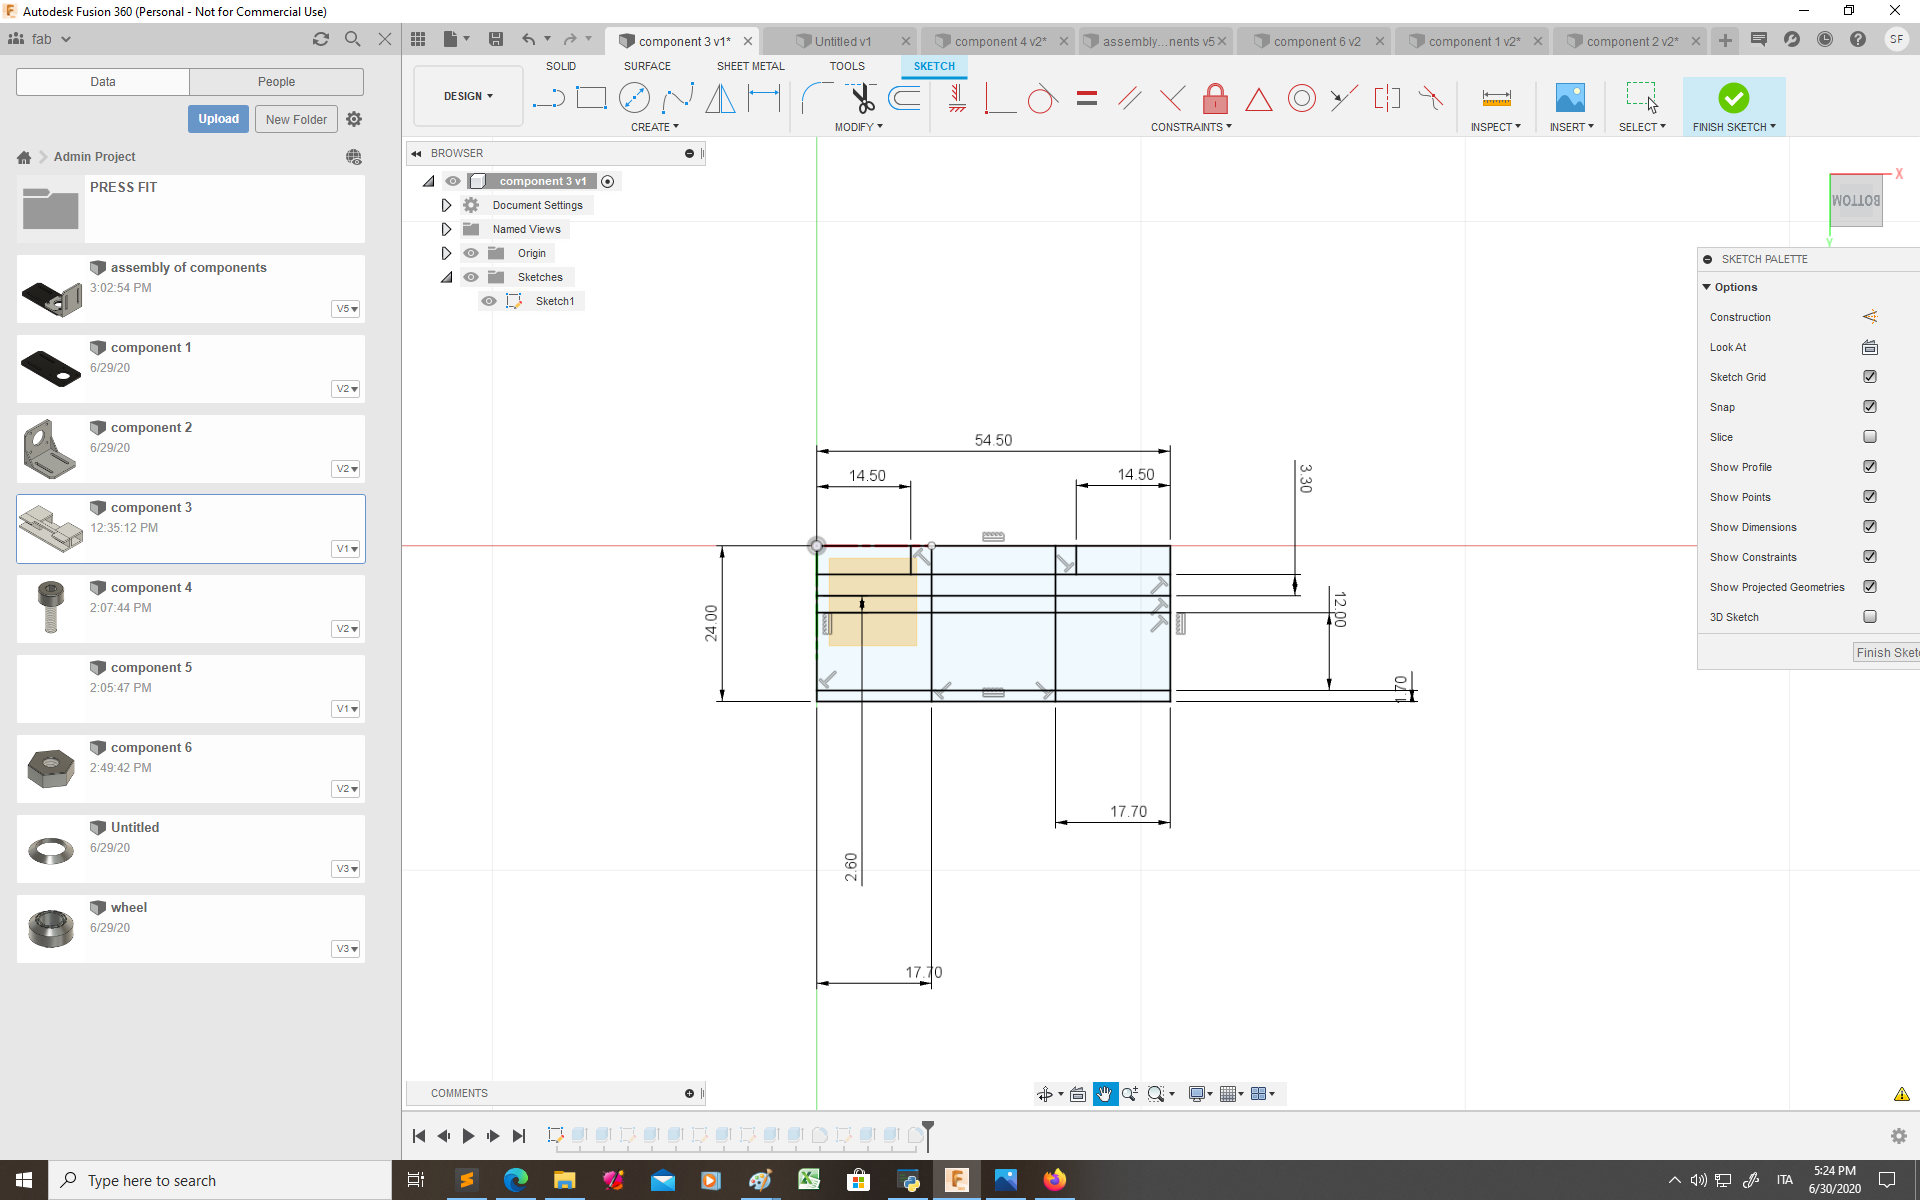 Autodesk Fusion 360 (Personal - Not for Commercial Use)
fab
component 3 v1*
Untitled v1
component 4 v2*
assembly...nents v5
component 6 v2
component 1 v2*
component 2 v2*
SF
Data
People
Upload
New Folder
Admin Project
PRESS FIT
assembly of components
3:02:54 PM
V5
component 1
6/29/20
V2
component 2
6/29/20
V2
component 3
12:35:12 PM
V1
component 4
2:07:44 PM
V2
component 5
2:05:47 PM
V1
component 6
2:49:42 PM
V2
Untitled
6/29/20
V3
wheel
6/29/20
V3
DESIGN
SOLID
SURFACE
SHEET METAL
TOOLS
SKETCH
CREATE
MODIFY
CONSTRAINTS
INSPECT
INSERT
SELECT
FINISH SKETCH
BROWSER
component 3 v1
Document Settings
Named Views
Origin
Sketches
Sketch1
X
BOTTOM
Y
SKETCH PALETTE
Options
Construction
Look At
Sketch Grid
Snap
Slice
Show Profile
Show Points
Show Dimensions
Show Constraints
Show Projected Geometries
3D Sketch
Finish Sket
54.50
14.50
14.50
3.30
24.00
12.00
1.70
17.70
2.60
17.70
COMMENTS
Type here to search
ITA
5:24 PM
6/30/2020